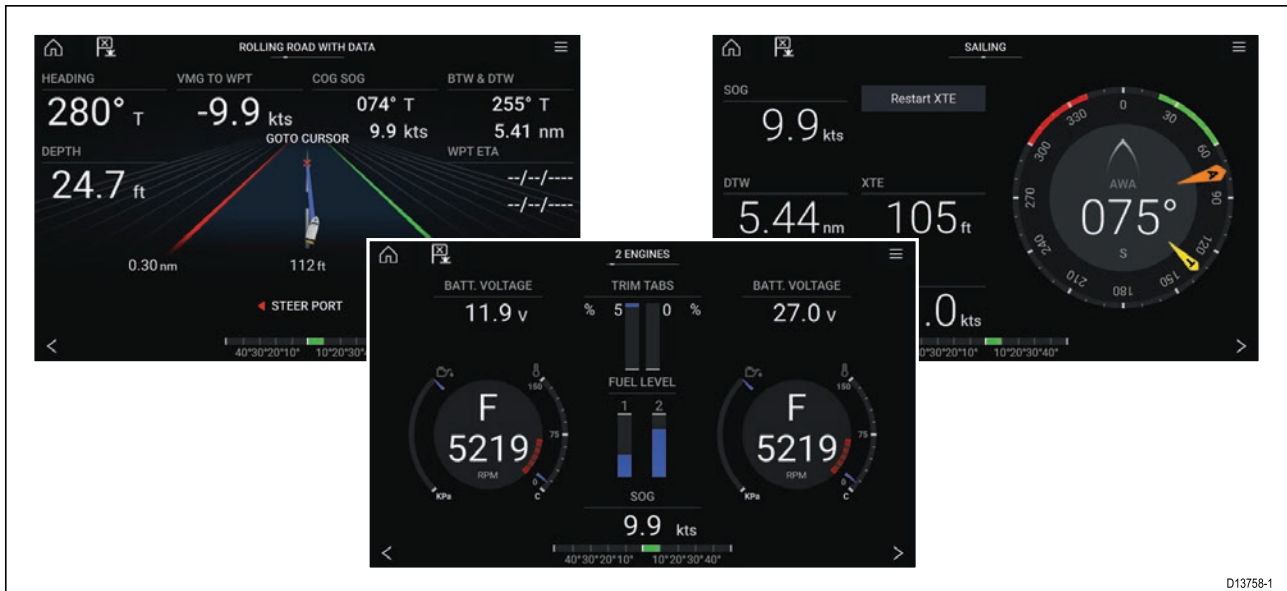 ROLLING ROAD WITH DATA
HEADING VMG TO WPT COG SOG BTW & DTW
280° T -9.9 kts 074° T 255° T
9.9 kts 5.41 nm
GOTO CURSOR
DEPTH WPT ETA
24.7 ft --/--/----
--/--/----
0.30 nm 112 ft
STEER PORT
40°30°20°10° 10°20°30°4
SAILING
SOG Restart XTE
9.9 kts
DTW XTE
5.44 nm 105 ft
.0 kts
0°30°20°10° 10°20°30°40°
0 30 60 90 120 150 180 210 240 270 300 330
A
T
AWA
075°
S
2 ENGINES
BATT. VOLTAGE TRIM TABS BATT. VOLTAGE
11.9 v % 5 0 % 27.0 v
FUEL LEVEL
1 2
150
F
5219 75
RPM
0
KPa C
150
F
5219 75
RPM
0
KPa C
SOG
9.9 kts
40°30°20°10° 10°20°30°40°
D13758-1